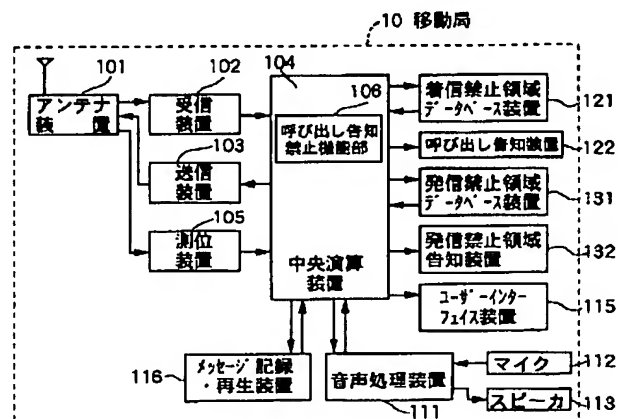 10 移動局
101
アンテナ
装　置
102
受信
装置
103
送信
装置
105
測位
装置
104
106
呼び出し告知
禁止機能部
中央演算
装置
着信禁止領域
データベース装置
121
呼び出し告知装置
122
発信禁止領域
データベース装置
131
発信禁止領域
告知装置
132
ユーザーインター
フェイス装置
115
116
メッセージ記録
・再生装置
音声処理装置
111
マイク
112
スピーカ
113